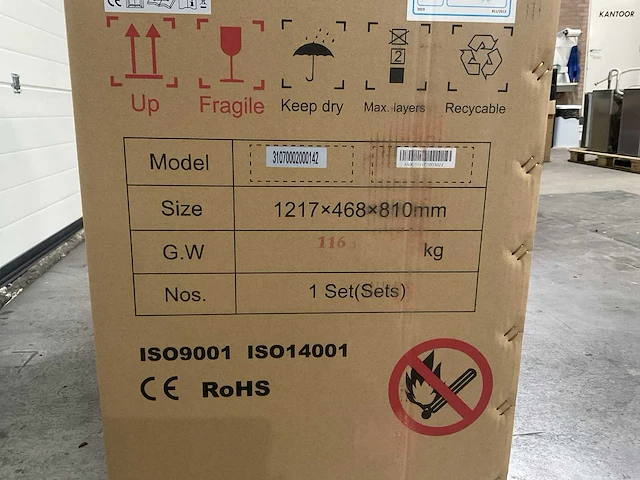 KANTOOR
Up Fragile Keep dry Max. layers Recycable
2
Model 31070002000142
Size 1217×468×810mm
G.W 116 kg
Nos. 1 Set(Sets)
ISO9001 ISO14001
CE RoHS